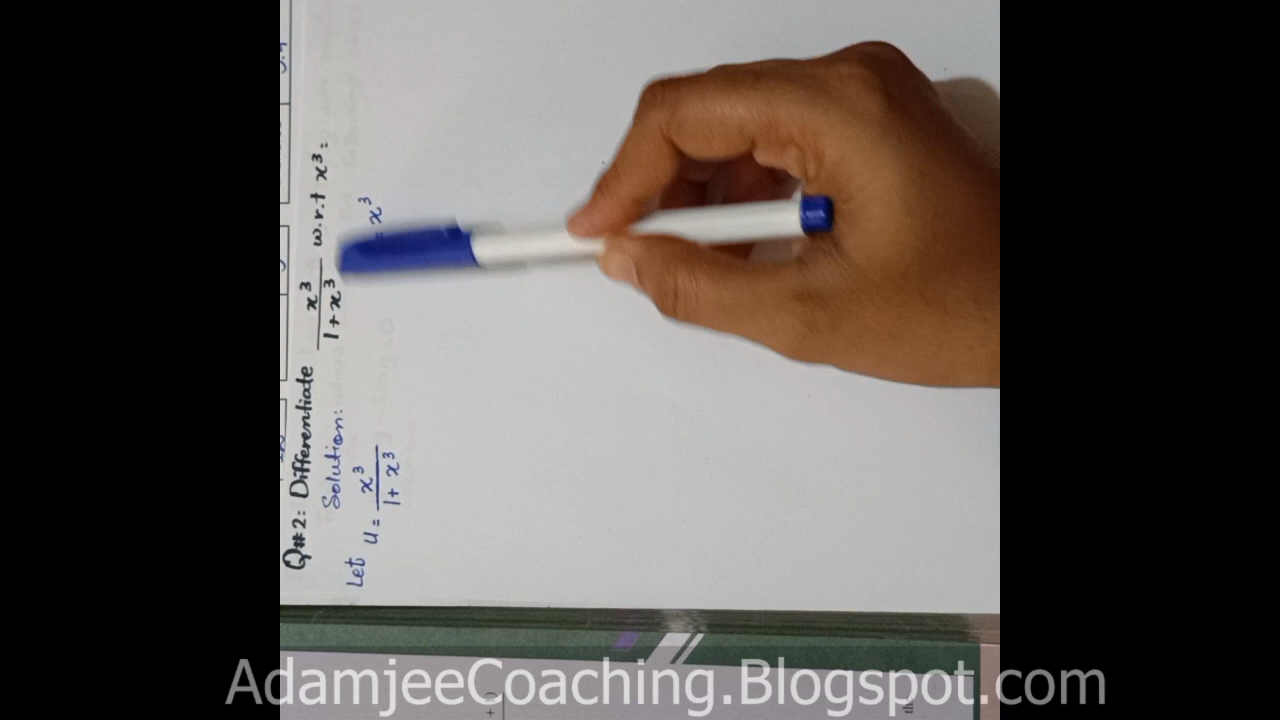 Q#2: Differentiate x³/(1+x³) w.r.t x³:
Solution:
Let u = x³/(1+x³) = x³
AdamjeeCoaching.Blogspot.com